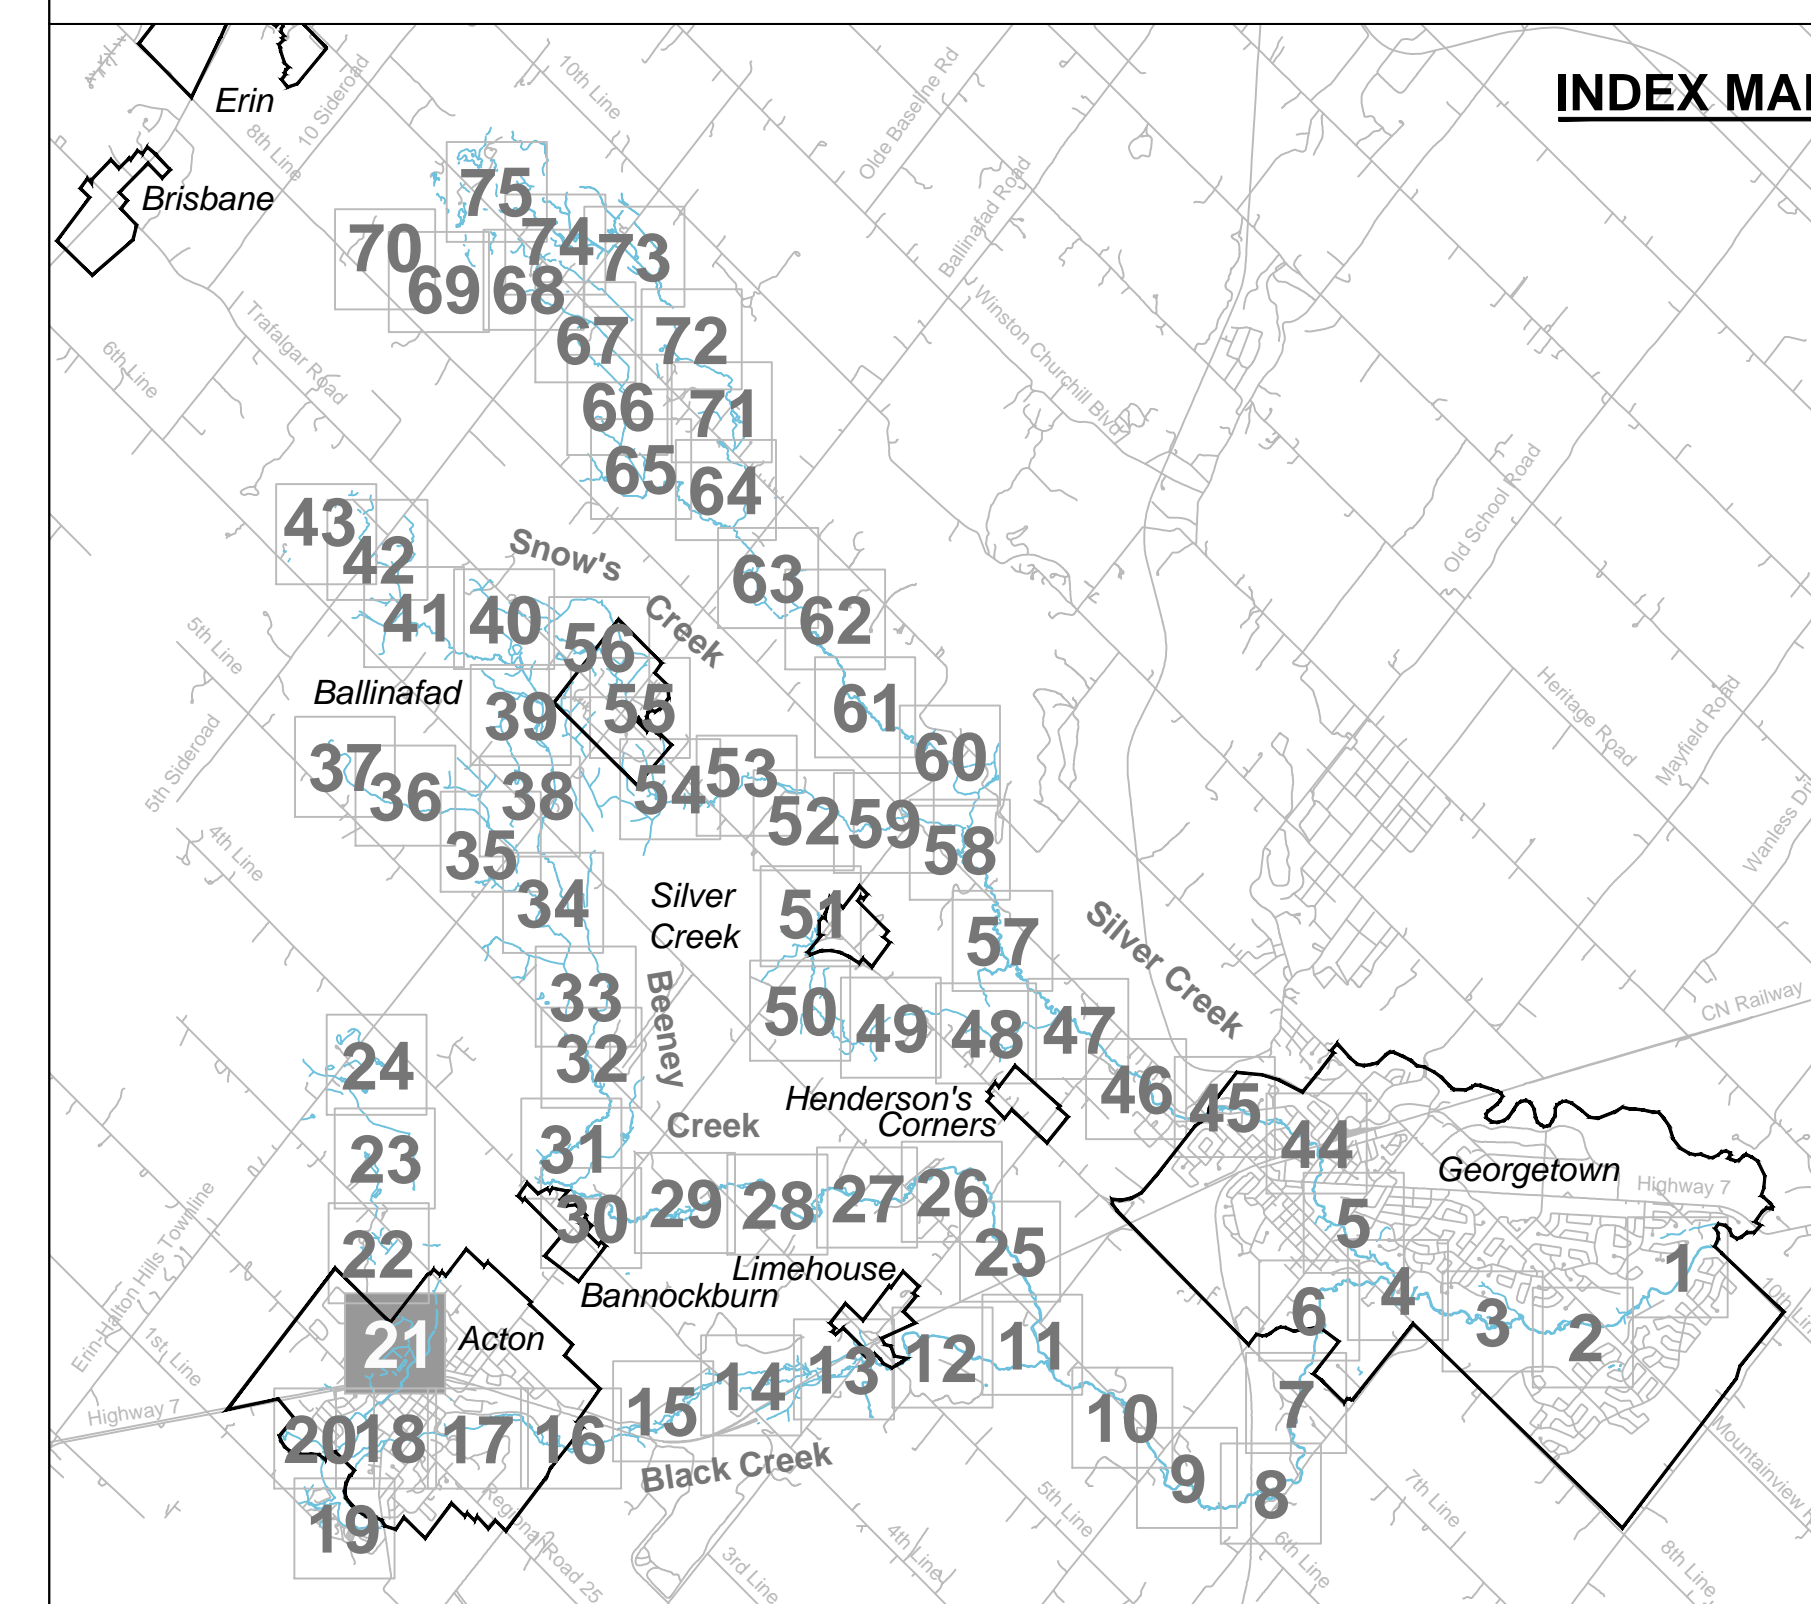 INDEX MA
Erin
10 Sideroad
10th Line
Olde Baseline Rd
8th Line
Brisbane
Ballinafad Road
75
70
74
73
69
68
Trafalgar Road
6th Line
67
72
Winston Churchill Blvd
66
71
65
64
Old School Road
43
42
Snow's
Creek
63
62
41
40
56
5th Line
Ballinafad
39
55
61
Heritage Road
Mayfield Road
5th Sideroad
37
36
38
54
53
60
52
59
58
Wanless Dri
4th Line
35
34
Silver
Creek
51
57
Silver Creek
33
Beeney
Creek
50
49
48
47
CN Railway
24
32
46
45
Henderson's
Corners
44
23
31
Georgetown
Highway 7
Erin-Halton Hills Townline
22
30
29
28
27
26
25
5
1
Limehouse
Bannockburn
10th Line
6
4
3
2
1st Line
21
Acton
15
14
13
12
11
7
10
Highway 7
20
18
17
16
Black Creek
9
8
Mountainview R
19
Regional Road 25
3rd Line
4th Line
5th Line
6th Line
7th Line
8th Line